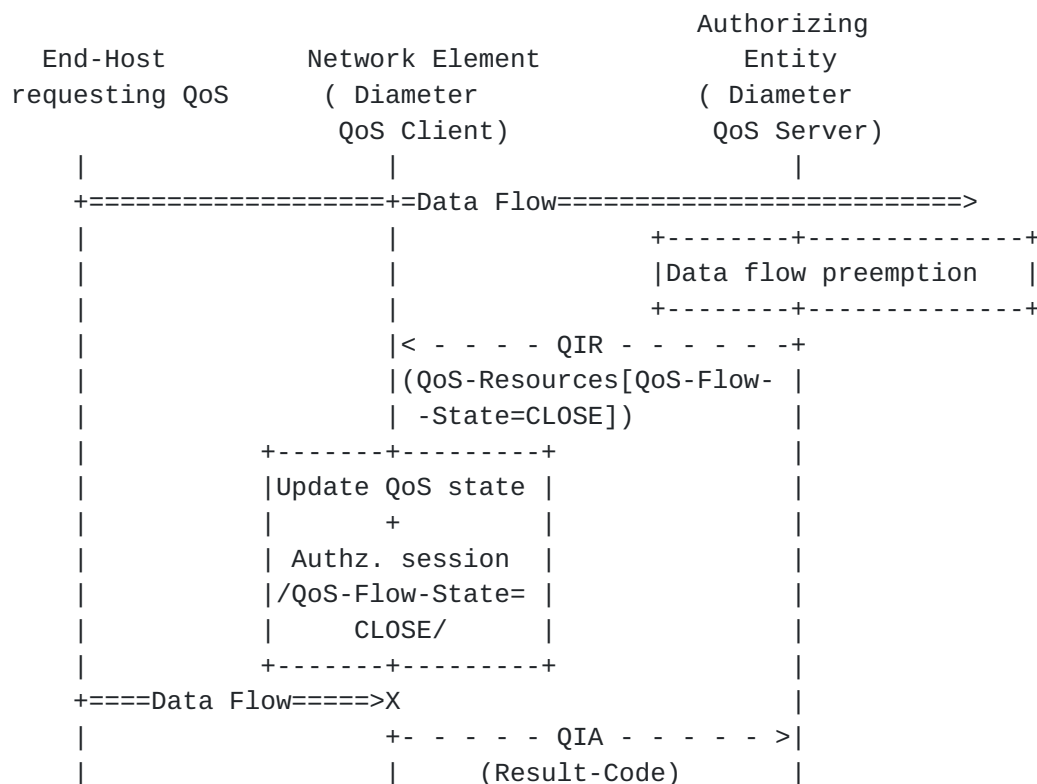 Authorizing
End-Host Network Element Entity
requesting QoS ( Diameter ( Diameter
QoS Client) QoS Server)
| | |
+===================+=Data Flow==========================>
| | +--------+--------------+
| | |Data flow preemption |
| | +--------+--------------+
| |< - - - - QIR - - - - - -+
| |(QoS-Resources[QoS-Flow- |
| | -State=CLOSE]) |
| +-------+---------+ |
| |Update QoS state | |
| | + | |
| | Authz. session | |
| |/QoS-Flow-State= | |
| | CLOSE/ | |
| +-------+---------+ |
+====Data Flow=====>X |
| +- - - - - QIA - - - - - >|
| | (Result-Code) |